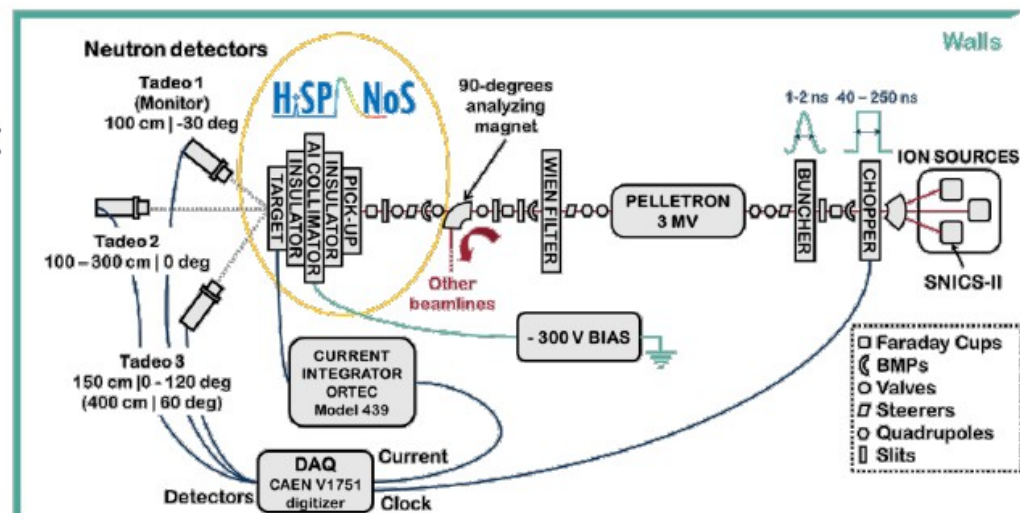 Walls
Neutron detectors
Tadeo 1
(Monitor)
100 cm | -30 deg
HiSPANoS
90-degrees
analyzing
magnet
1-2 ns
40 – 250 ns
ION SOURCES
TARGET
INSULATOR
Al COLLIMATOR
INSULATOR
PICK-UP
WIEN FILTER
PELLETRON
3 MV
BUNCHER
CHOPPER
Tadeo 2
100 – 300 cm | 0 deg
Other
beamlines
SNICS-II
- 300 V BIAS
Tadeo 3
150 cm |0 - 120 deg
(400 cm | 60 deg)
CURRENT
INTEGRATOR
ORTEC
Model 439
Faraday Cups
BMPs
Valves
Steerers
Quadrupoles
Slits
DAQ
CAEN V1751
digitizer
Current
Detectors
Clock